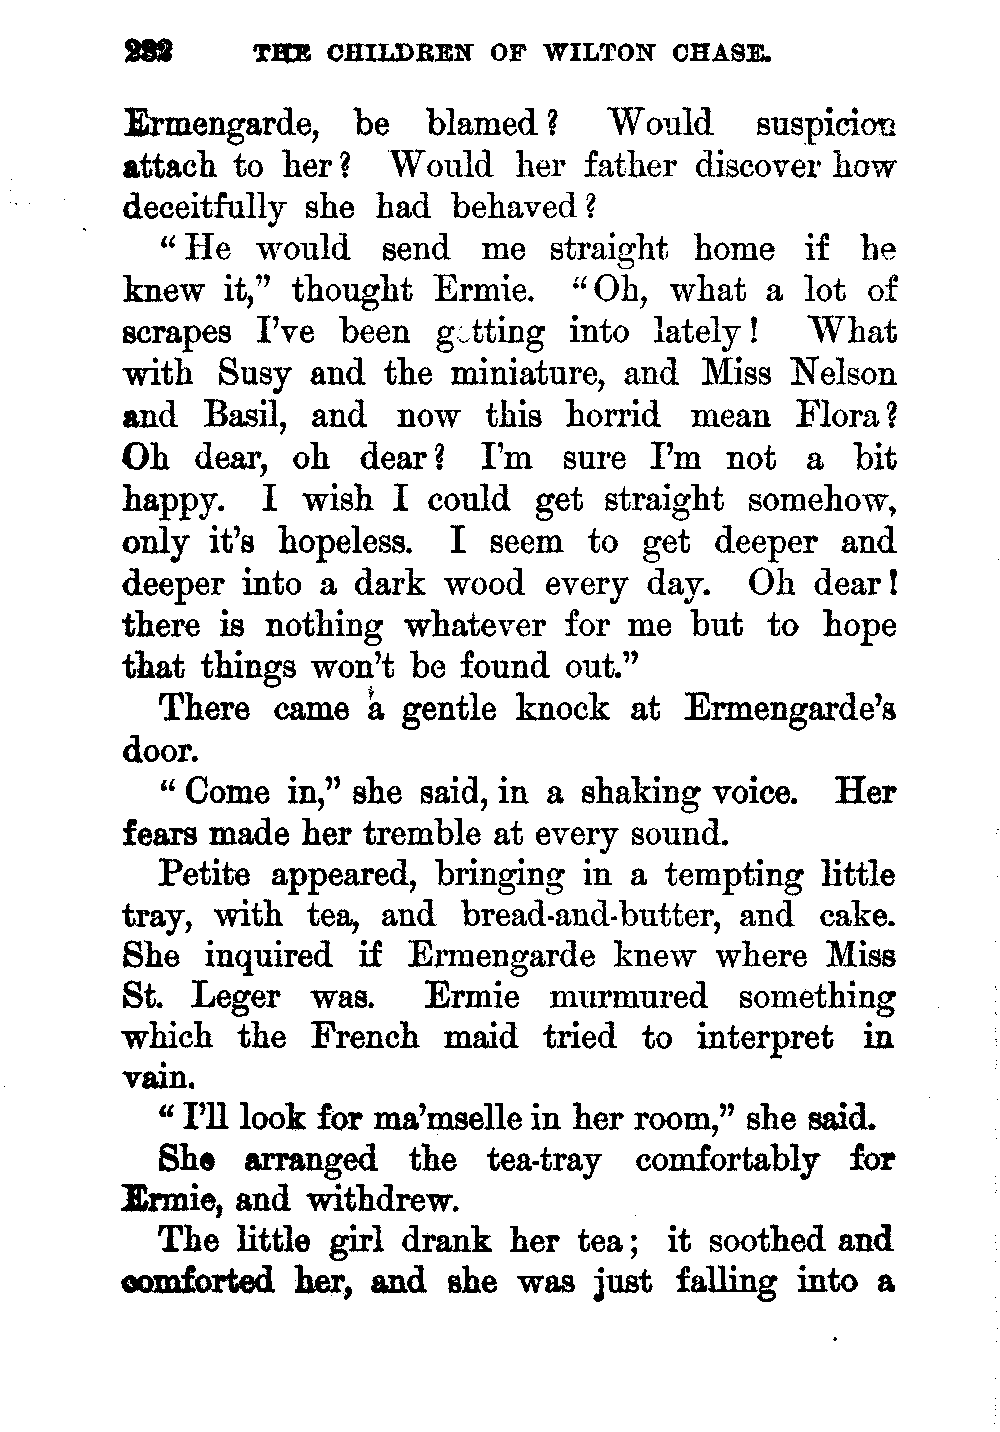 232 THE CHILDREN OF WILTON CHASE.
Ermengarde, be blamed? Would suspicion
attach to her? Would her father discover how
deceitfully she had behaved?
“He would send me straight home if he
knew it,” thought Ermie. “Oh, what a lot of
scrapes I’ve been getting into lately! What
with Susy and the miniature, and Miss Nelson
and Basil, and now this horrid mean Flora?
Oh dear, oh dear? I’m sure I’m not a bit
happy. I wish I could get straight somehow,
only it’s hopeless. I seem to get deeper and
deeper into a dark wood every day. Oh dear!
there is nothing whatever for me but to hope
that things won’t be found out.”
There came a gentle knock at Ermengarde’s
door.
“Come in,” she said, in a shaking voice. Her
fears made her tremble at every sound.
Petite appeared, bringing in a tempting little
tray, with tea, and bread-and-butter, and cake.
She inquired if Ermengarde knew where Miss
St. Leger was. Ermie murmured something
which the French maid tried to interpret in
vain.
“I’ll look for ma’mselle in her room,” she said.
She arranged the tea-tray comfortably for
Ermie, and withdrew.
The little girl drank her tea; it soothed and
comforted her, and she was just falling into a